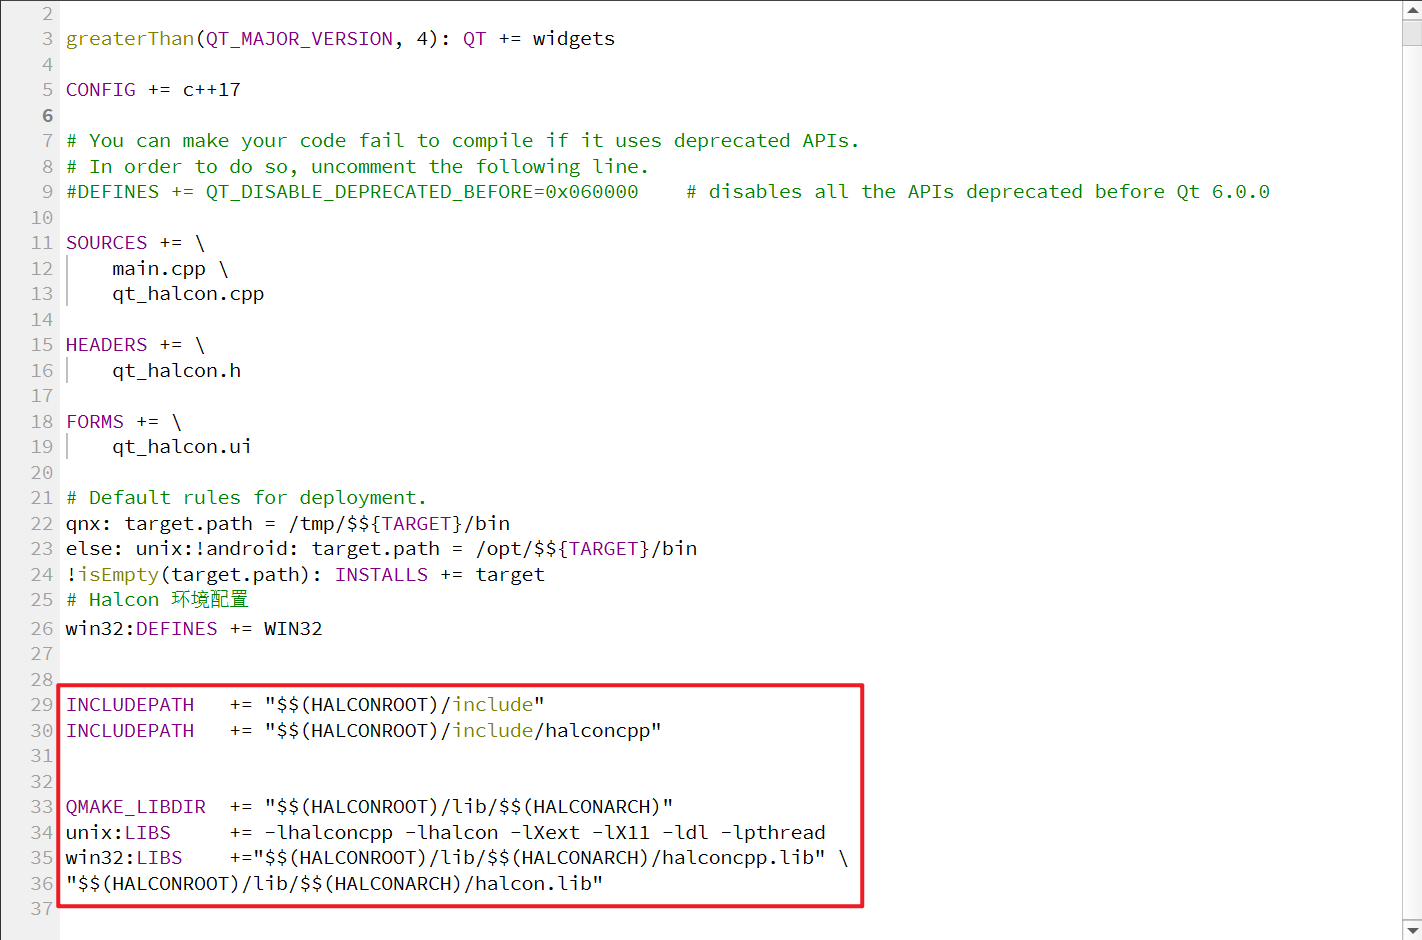 2
3 greaterThan(QT_MAJOR_VERSION, 4): QT += widgets
4
5 CONFIG += c++17
6
7 # You can make your code fail to compile if it uses deprecated APIs.
8 # In order to do so, uncomment the following line.
9 #DEFINES += QT_DISABLE_DEPRECATED_BEFORE=0x060000    # disables all the APIs deprecated before Qt 6.0.0
10
11 SOURCES += \
12     main.cpp \
13     qt_halcon.cpp
14
15 HEADERS += \
16     qt_halcon.h
17
18 FORMS += \
19     qt_halcon.ui
20
21 # Default rules for deployment.
22 qnx: target.path = /tmp/$${TARGET}/bin
23 else: unix:!android: target.path = /opt/$${TARGET}/bin
24 !isEmpty(target.path): INSTALLS += target
25 # Halcon 环境配置
26 win32:DEFINES += WIN32
27
28
29 INCLUDEPATH   += "$$(HALCONROOT)/include"
30 INCLUDEPATH   += "$$(HALCONROOT)/include/halconcpp"
31
32
33 QMAKE_LIBDIR  += "$$(HALCONROOT)/lib/$$(HALCONARCH)"
34 unix:LIBS     += -lhalconcpp -lhalcon -lXext -lX11 -ldl -lpthread
35 win32:LIBS    +="$$(HALCONROOT)/lib/$$(HALCONARCH)/halconcpp.lib" \
36 "$$(HALCONROOT)/lib/$$(HALCONARCH)/halcon.lib"
37